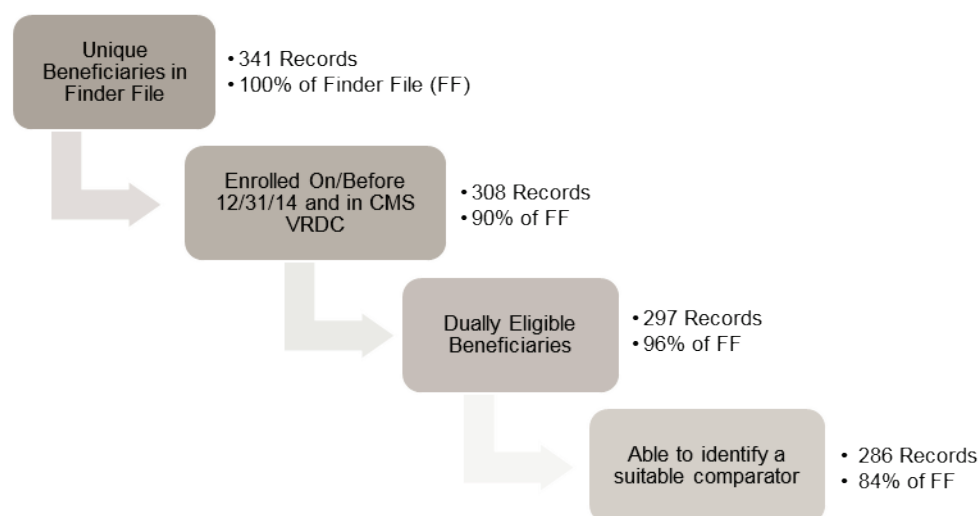 Unique
Beneficiaries in
Finder File
• 341 Records
• 100% of Finder File (FF)
Enrolled On/Before
12/31/14 and in CMS
VRDC
• 308 Records
• 90% of FF
Dually Eligible
Beneficiaries
• 297 Records
• 96% of FF
Able to identify a
suitable comparator
• 286 Records
• 84% of FF